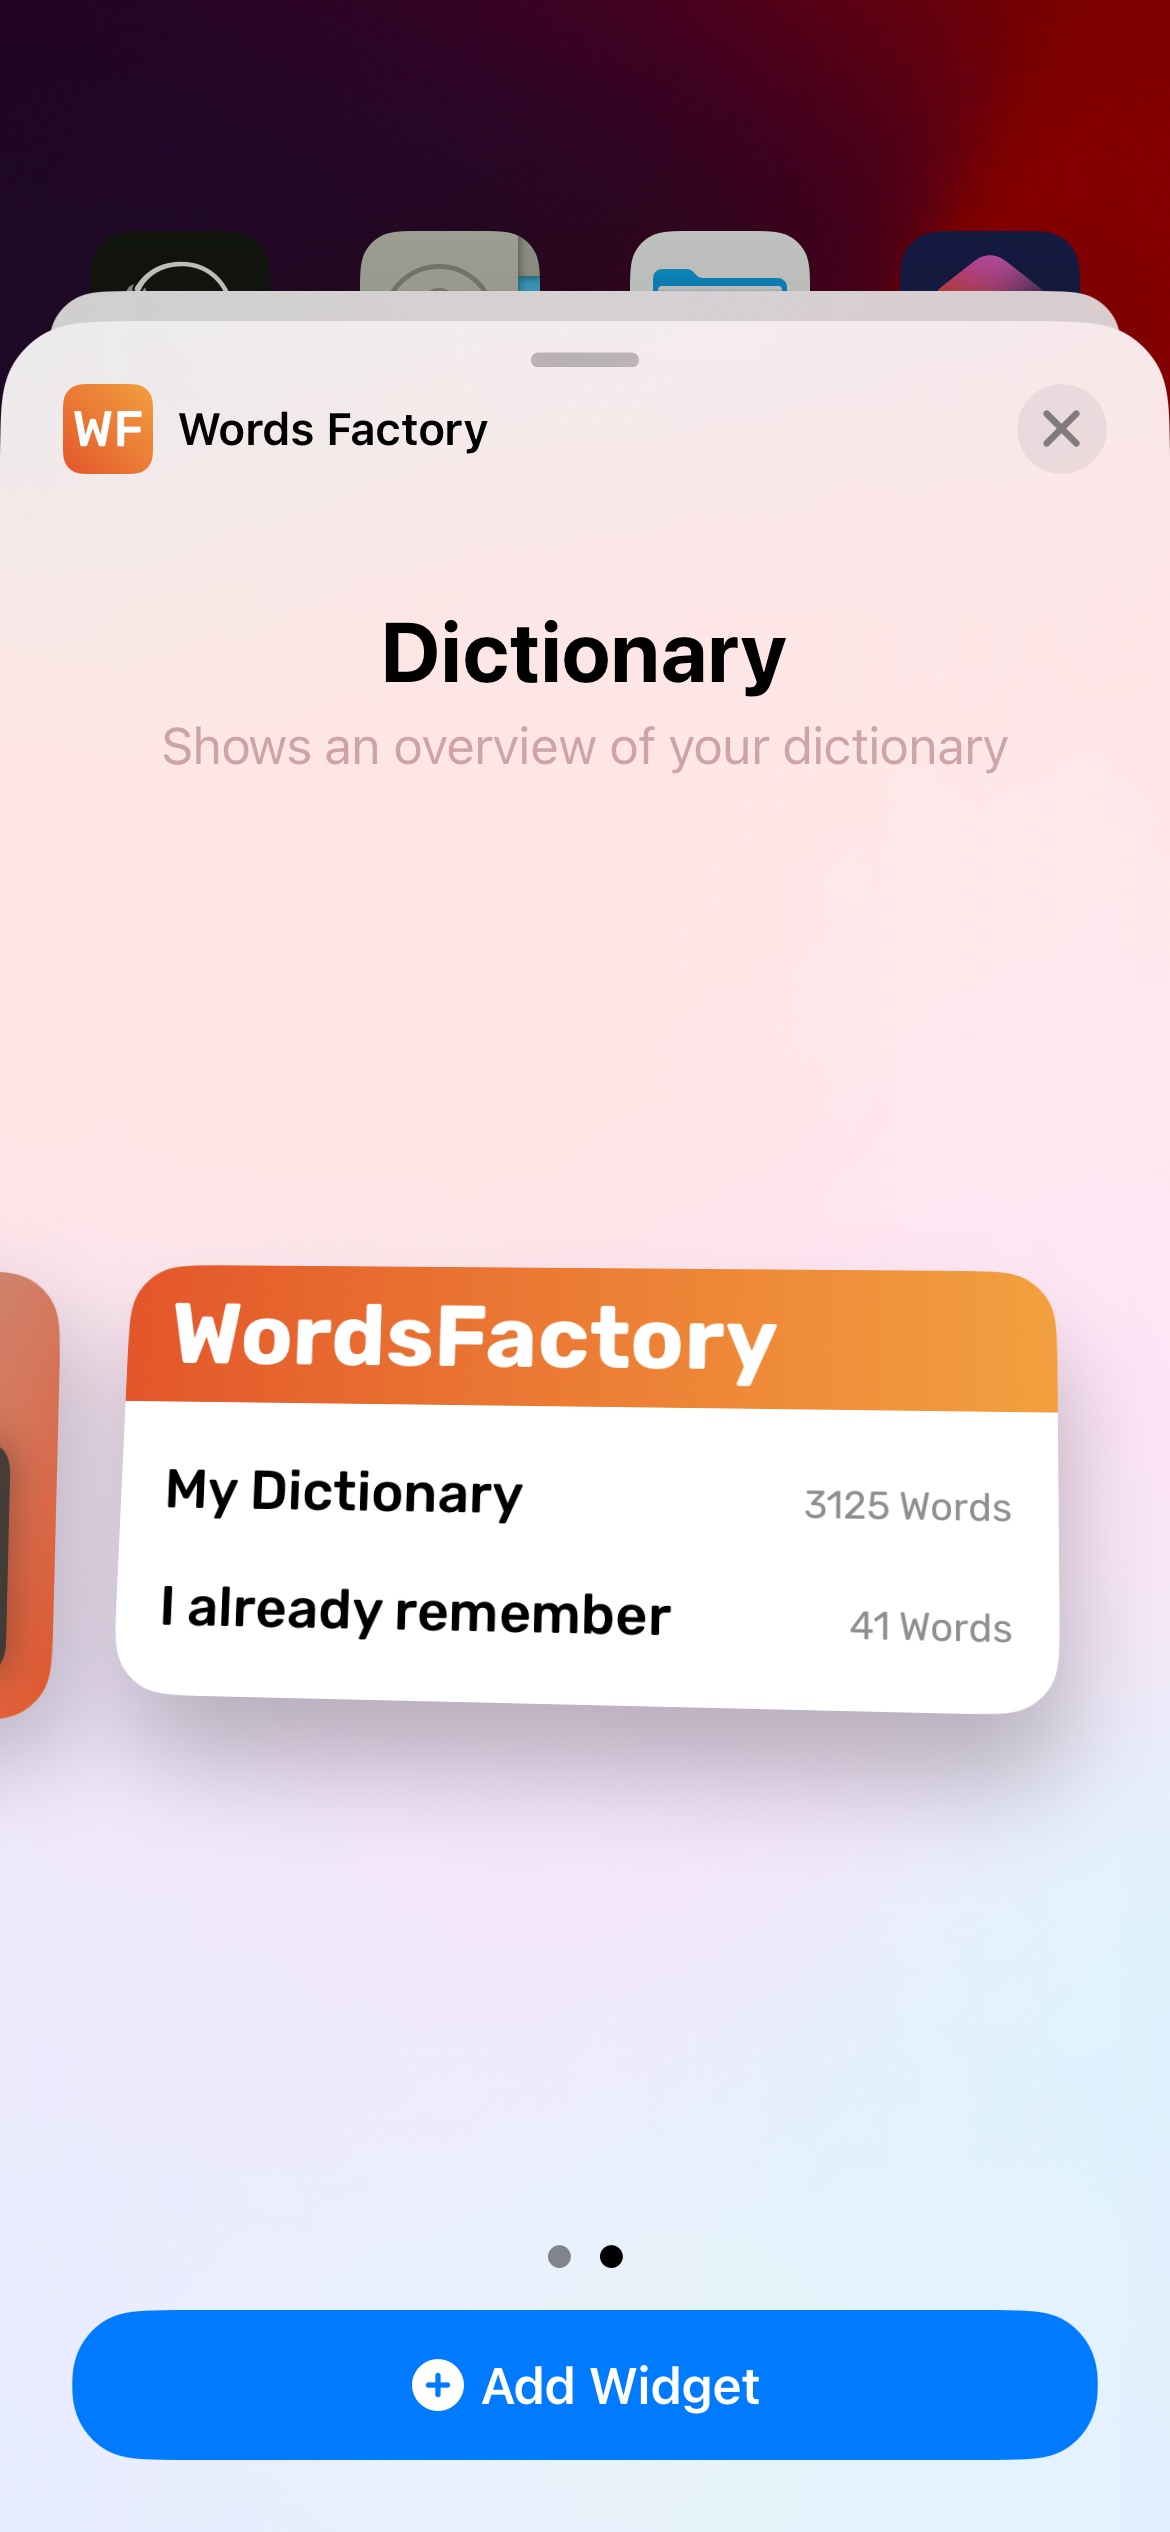 WF Words Factory
Dictionary
Shows an overview of your dictionary
WordsFactory
My Dictionary 3125 Words
I already remember 41 Words
Add Widget